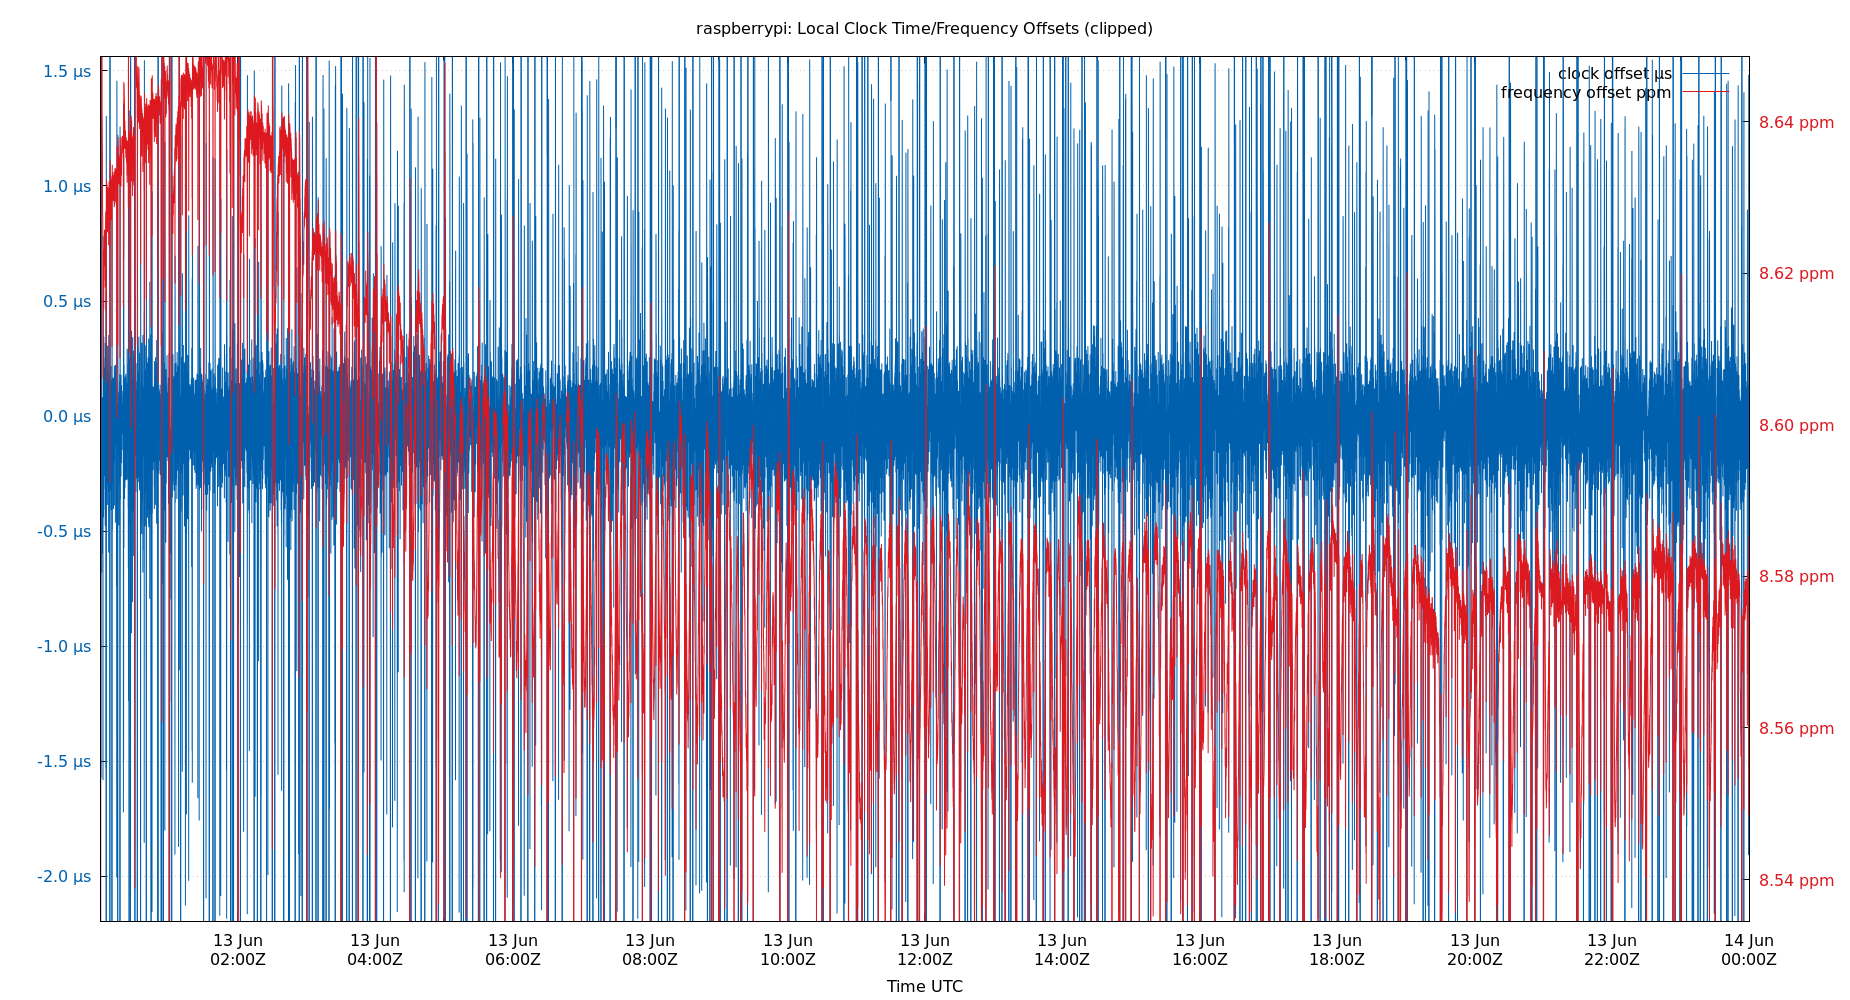 raspberrypi: Local Clock Time/Frequency Offsets (clipped)
clock offset µs
frequency offset ppm
1.5 µs
1.0 µs
0.5 µs
0.0 µs
-0.5 µs
-1.0 µs
-1.5 µs
-2.0 µs
8.64 ppm
8.62 ppm
8.60 ppm
8.58 ppm
8.56 ppm
8.54 ppm
13 Jun 13 Jun 13 Jun 13 Jun 13 Jun 13 Jun 13 Jun 13 Jun 13 Jun 13 Jun 13 Jun 14 Jun
02:00Z 04:00Z 06:00Z 08:00Z 10:00Z 12:00Z 14:00Z 16:00Z 18:00Z 20:00Z 22:00Z 00:00Z
Time UTC